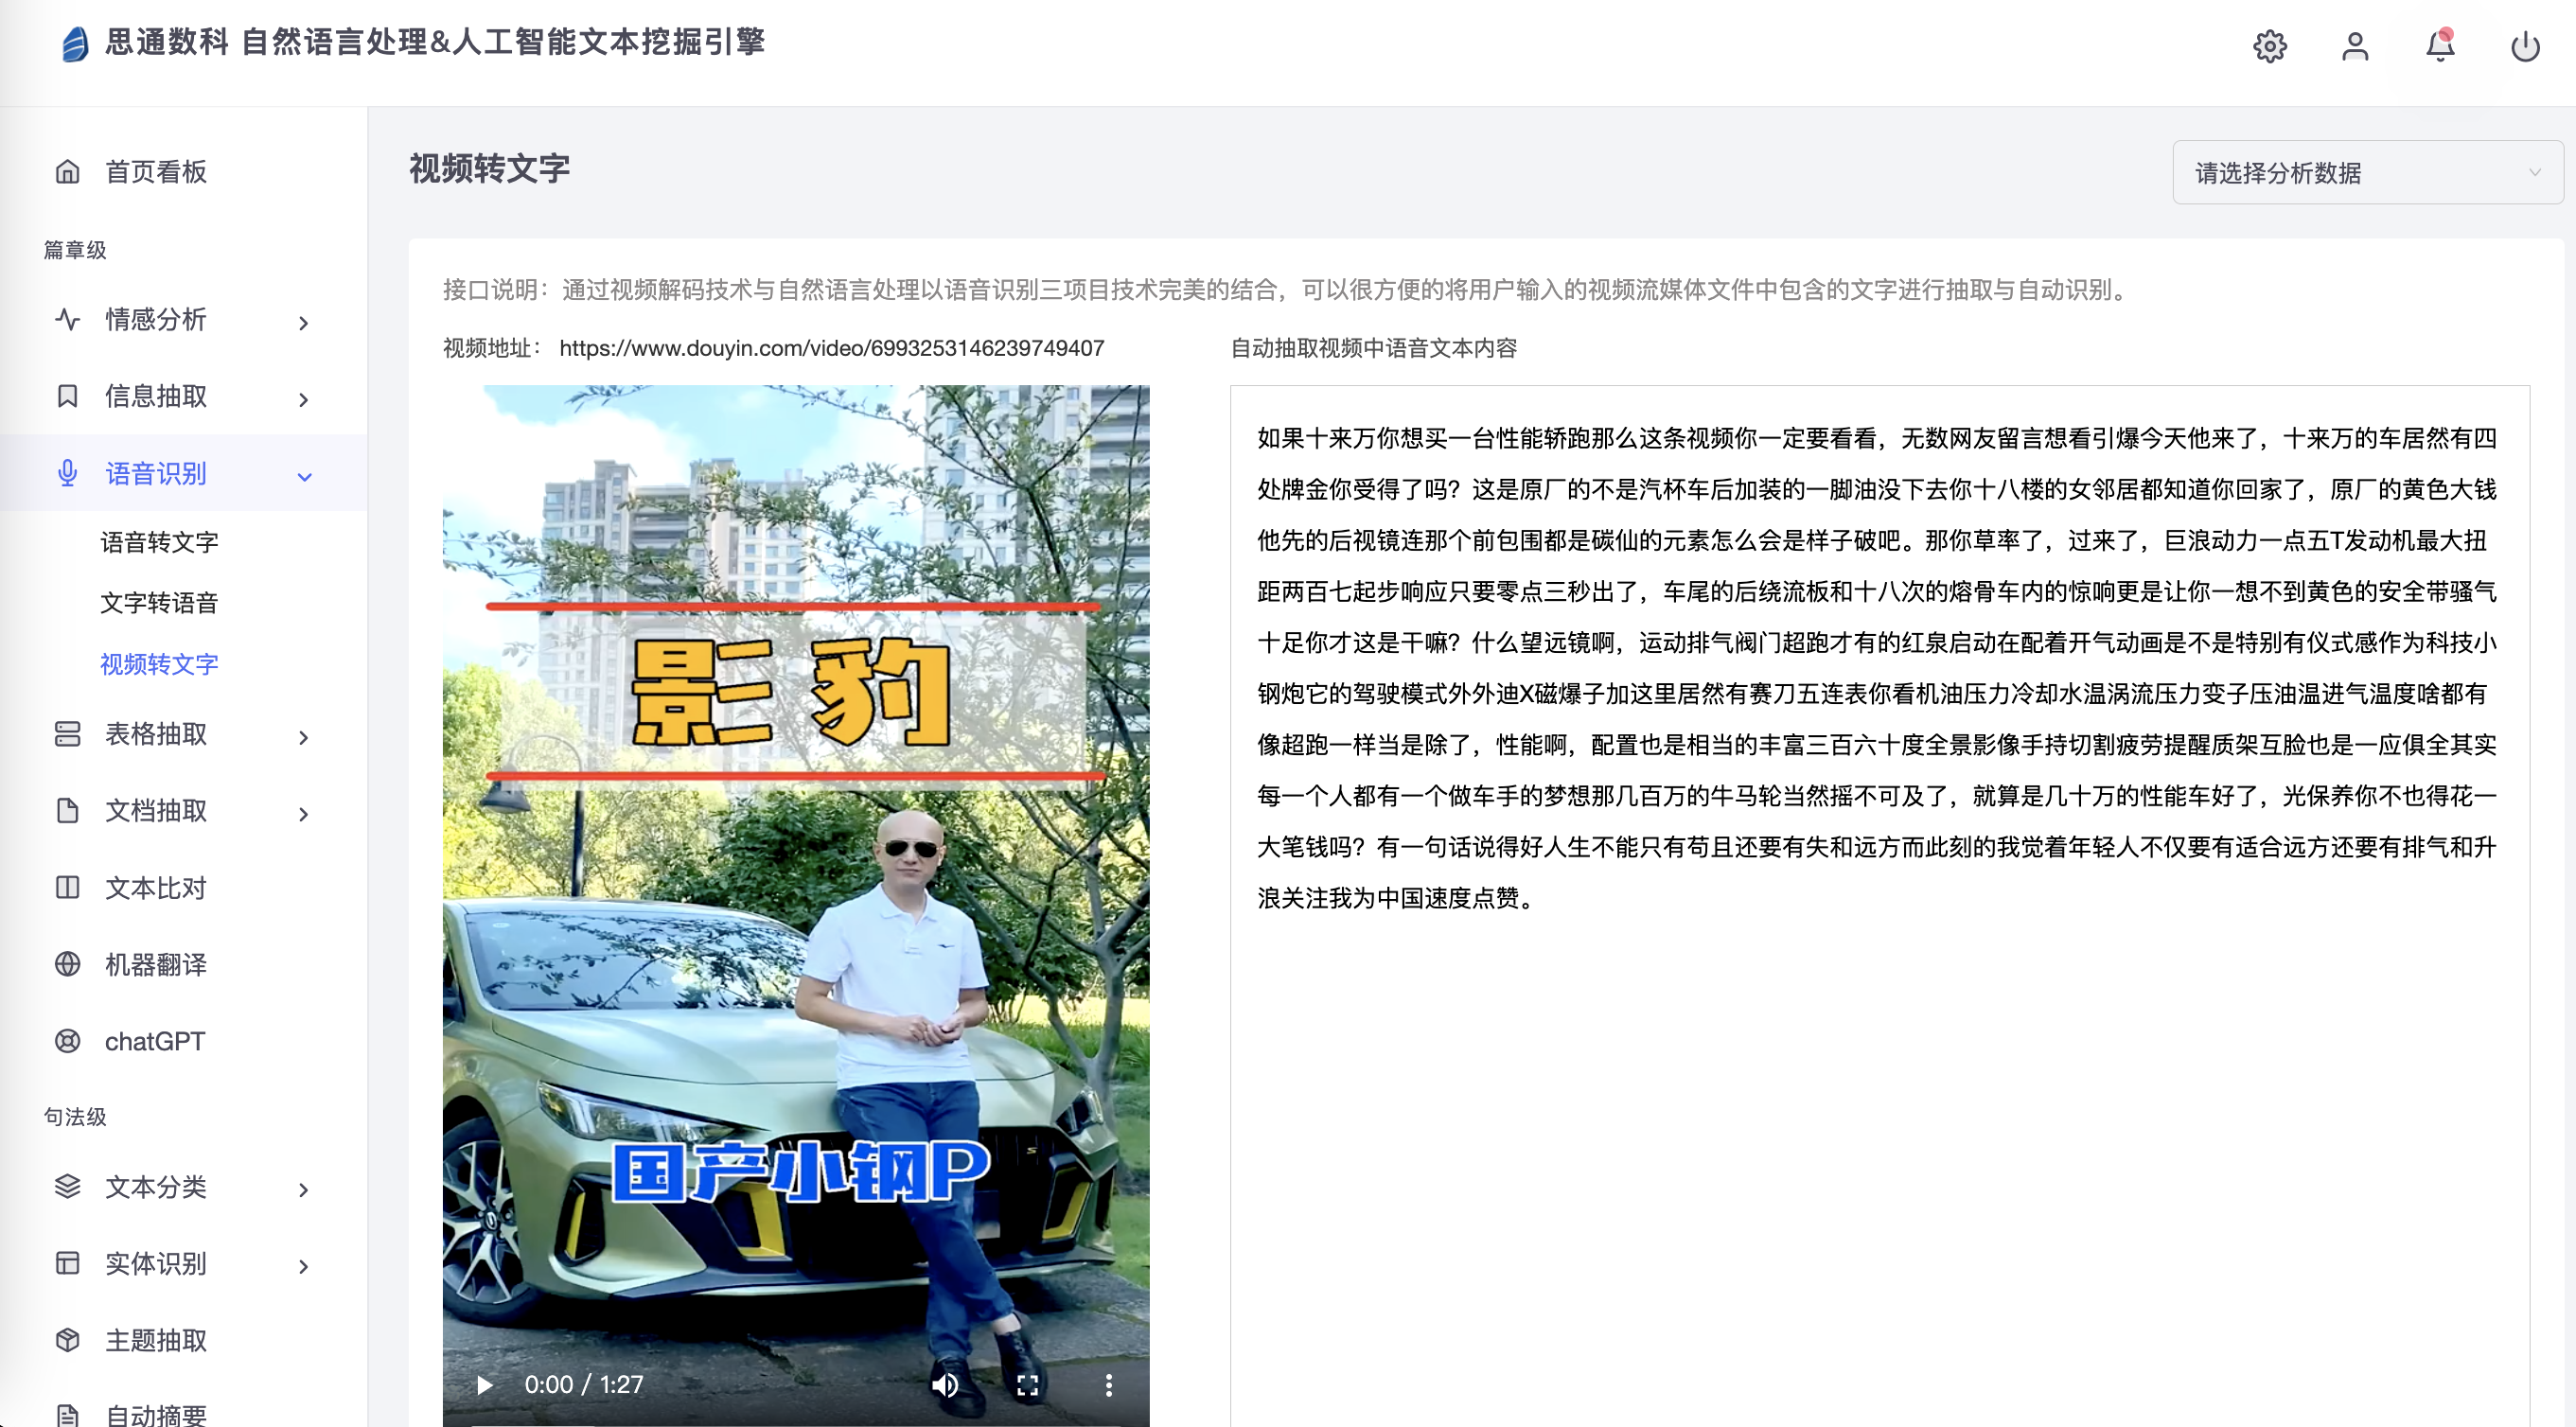 思通数科 自然语言处理&人工智能文本挖掘引擎
首页看板
篇章级
情感分析
信息抽取
语音识别
语音转文字
文字转语音
视频转文字
表格抽取
文档抽取
文本比对
机器翻译
chatGPT
句法级
文本分类
实体识别
主题抽取
自动摘要
视频转文字
请选择分析数据
接口说明：通过视频解码技术与自然语言处理以语音识别三项目技术完美的结合，可以很方便的将用户输入的视频流媒体文件中包含的文字进行抽取与自动识别。
视频地址： https://www.douyin.com/video/6993253146239749407
影豹
国产小钢P
0:00 / 1:27
自动抽取视频中语音文本内容
如果十来万你想买一台性能轿跑那么这条视频你一定要看看，无数网友留言想看引爆今天他来了，十来万的车居然有四
处牌金你受得了吗？这是原厂的不是汽杯车后加装的一脚油没下去你十八楼的女邻居都知道你回家了，原厂的黄色大钱
他先的后视镜连那个前包围都是碳仙的元素怎么会是样子破吧。那你草率了，过来了，巨浪动力一点五T发动机最大扭
距两百七起步响应只要零点三秒出了，车尾的后绕流板和十八次的熔骨车内的惊响更是让你一想不到黄色的安全带骚气
十足你才这是干嘛？什么望远镜啊，运动排气阀门超跑才有的红泉启动在配着开气动画是不是特别有仪式感作为科技小
钢炮它的驾驶模式外外迪X磁爆子加这里居然有赛刀五连表你看机油压力冷却水温涡流压力变子压油温进气温度啥都有
像超跑一样当是除了，性能啊，配置也是相当的丰富三百六十度全景影像手持切割疲劳提醒质架互脸也是一应俱全其实
每一个人都有一个做车手的梦想那几百万的牛马轮当然摇不可及了，就算是几十万的性能车好了，光保养你不也得花一
大笔钱吗？有一句话说得好人生不能只有苟且还要有失和远方而此刻的我觉着年轻人不仅要有适合远方还要有排气和升
浪关注我为中国速度点赞。